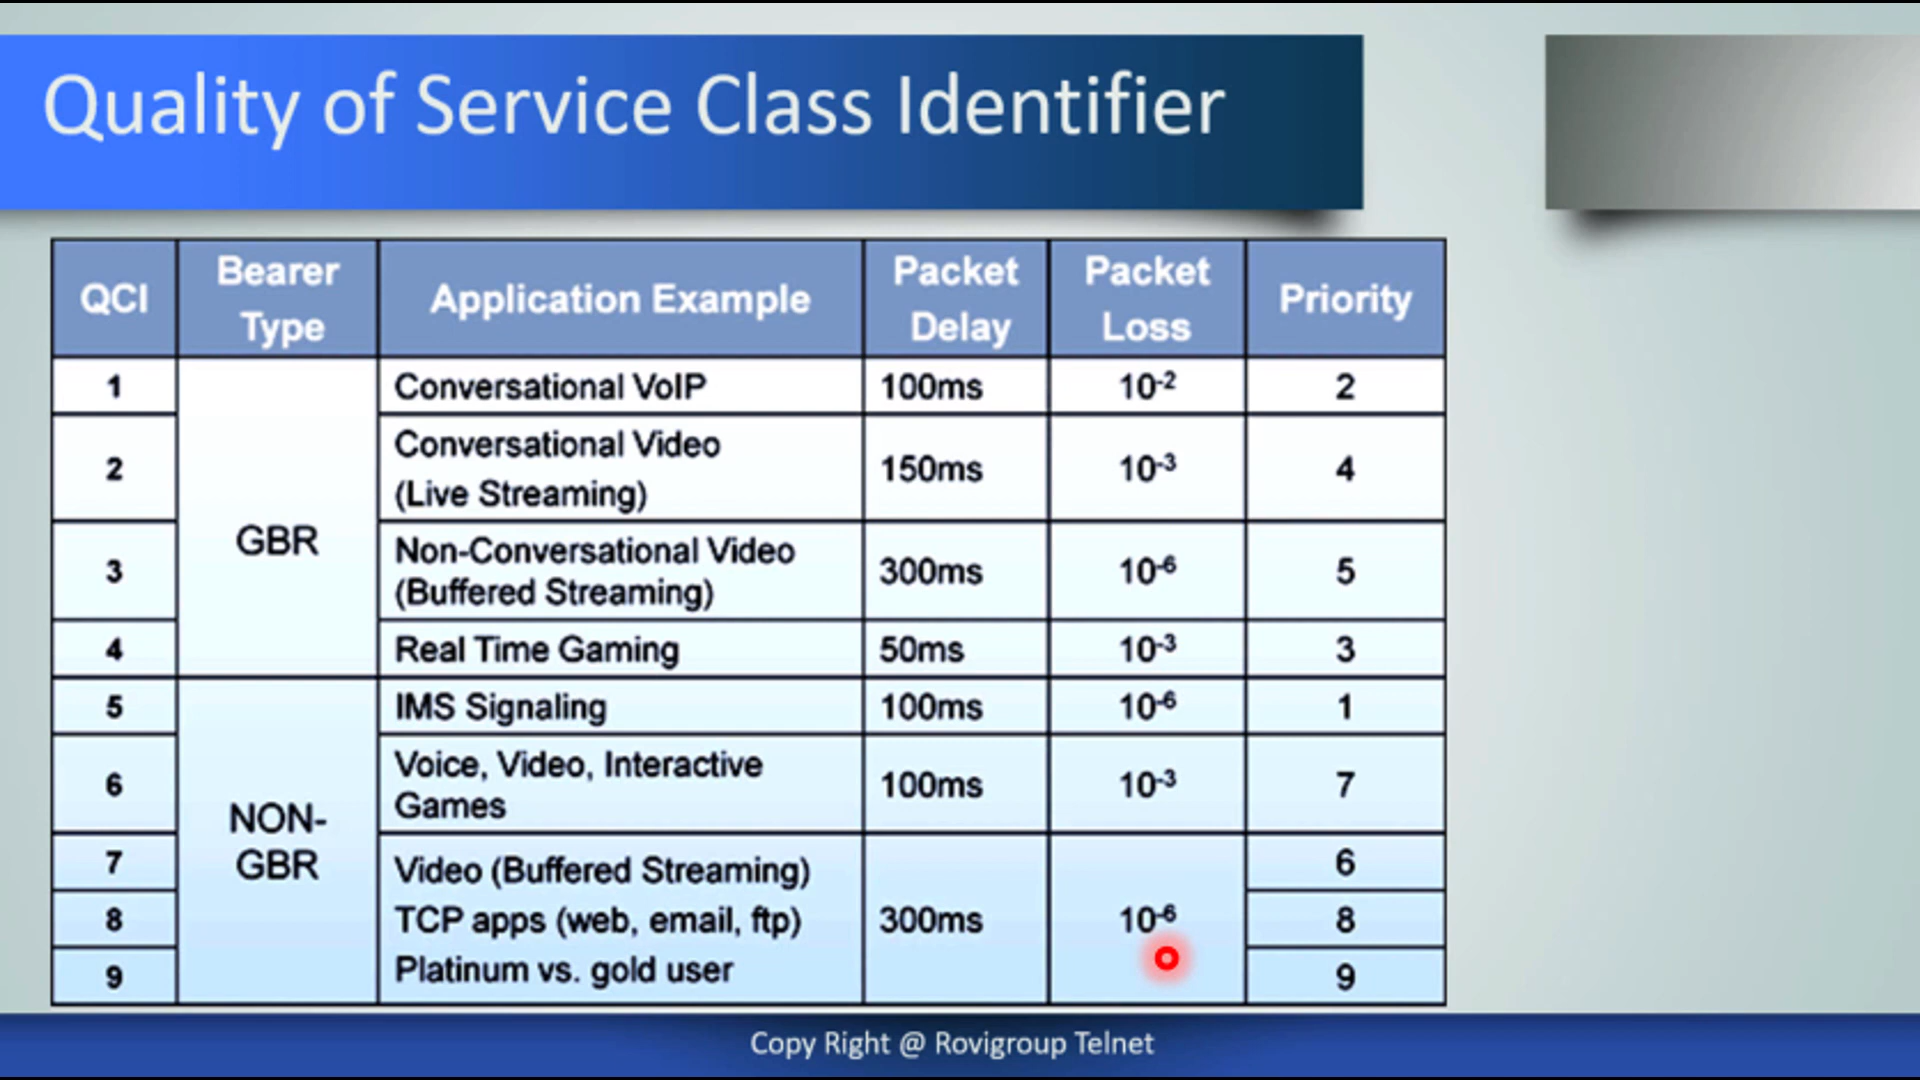 Quality of Service Class Identifier
QCI
Bearer
Type
Application Example
Packet
Delay
Packet
Loss
Priority
1
GBR
Conversational VoIP
100ms
10-2
2
2
Conversational Video
(Live Streaming)
150ms
10-3
4
3
Non-Conversational Video
(Buffered Streaming)
300ms
10-6
5
4
Real Time Gaming
50ms
10-3
3
5
NON-
GBR
IMS Signaling
100ms
10-6
1
6
Voice, Video, Interactive
Games
100ms
10-3
7
7
Video (Buffered Streaming)
6
8
TCP apps (web, email, ftp)
300ms
10-6
8
9
Platinum vs. gold user
9
Copy Right @ Rovigroup Telnet